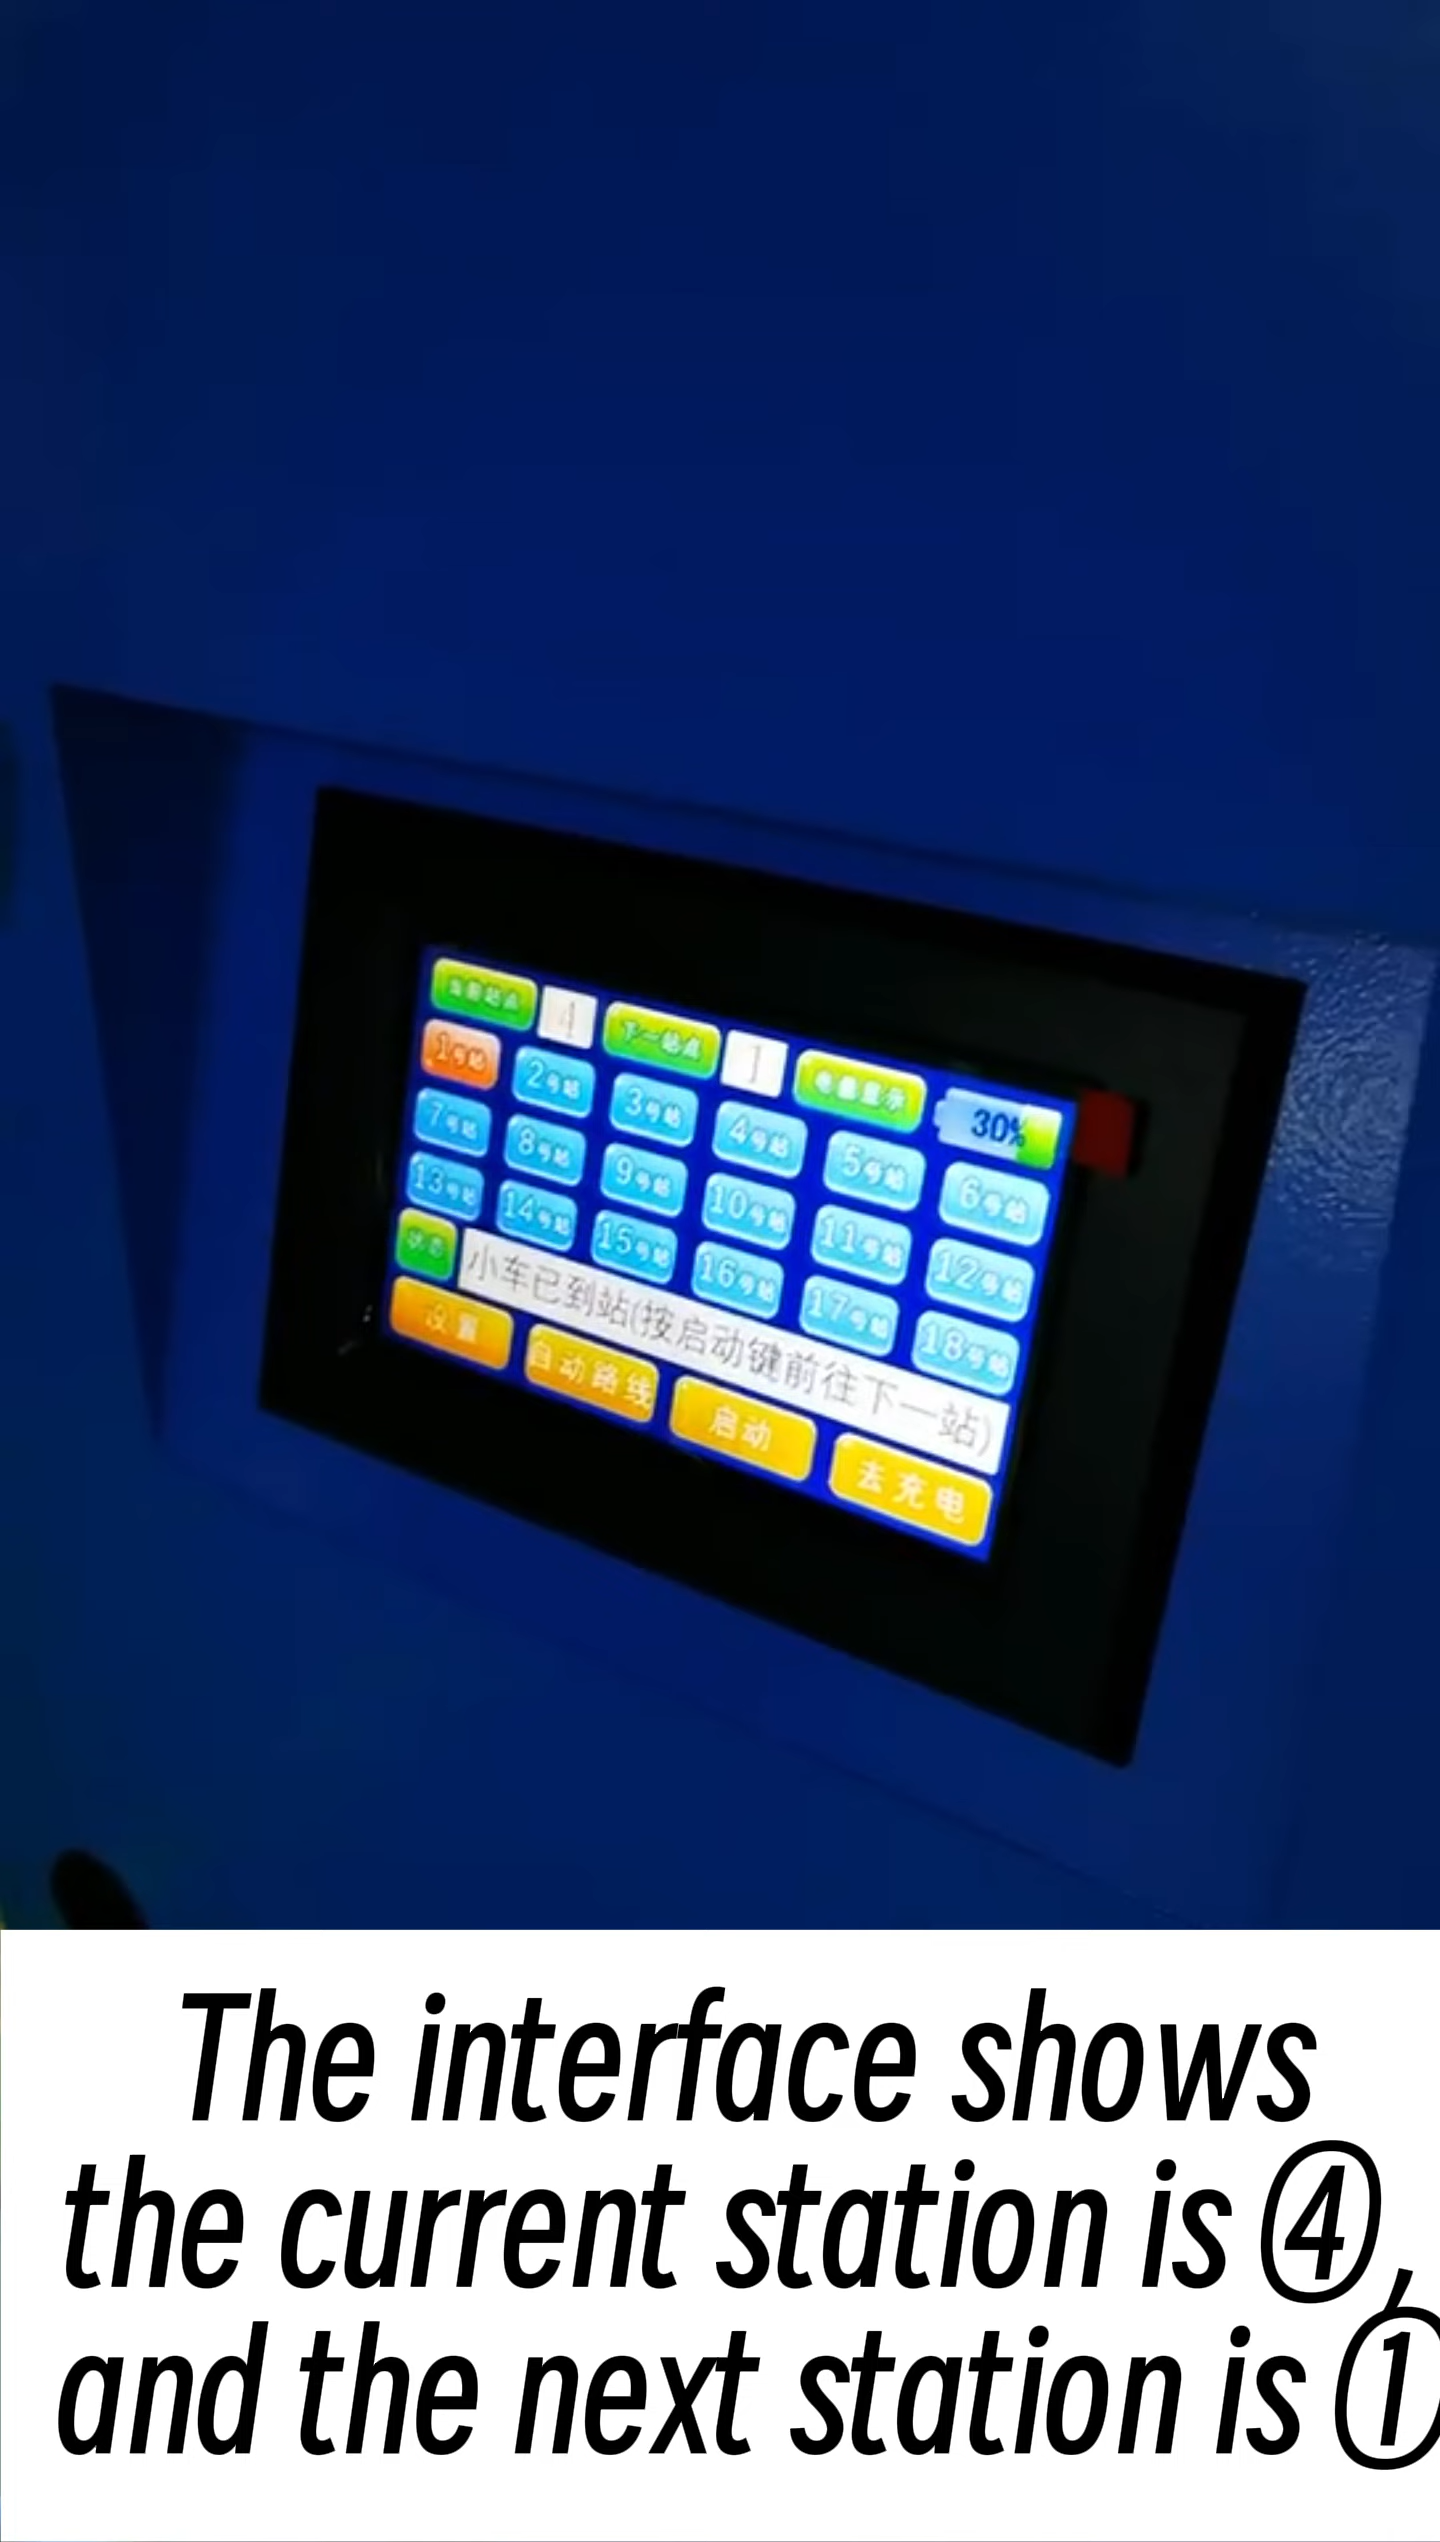 当前站点 4 下一站点 1 电量显示 30%
1号站 2号站 3号站 4号站 5号站 6号站
7号站 8号站 9号站 10号站 11号站 12号站
13号站 14号站 15号站 16号站 17号站 18号站
状态 小车已到站(按启动键前往下一站)
设置 自动路线 启动 去充电
The interface shows
the current station is ④,
and the next station is ①